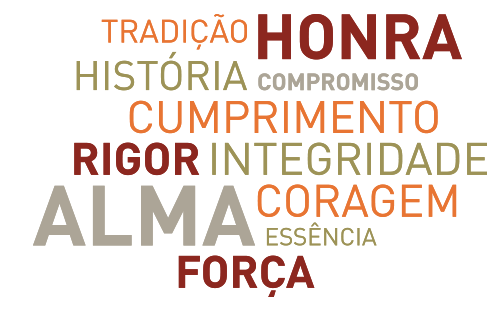 TRADIÇÃO HONRA
HISTÓRIA COMPROMISSO
CUMPRIMENTO
RIGOR INTEGRIDADE
ALMA CORAGEM
ESSÊNCIA
FORÇA